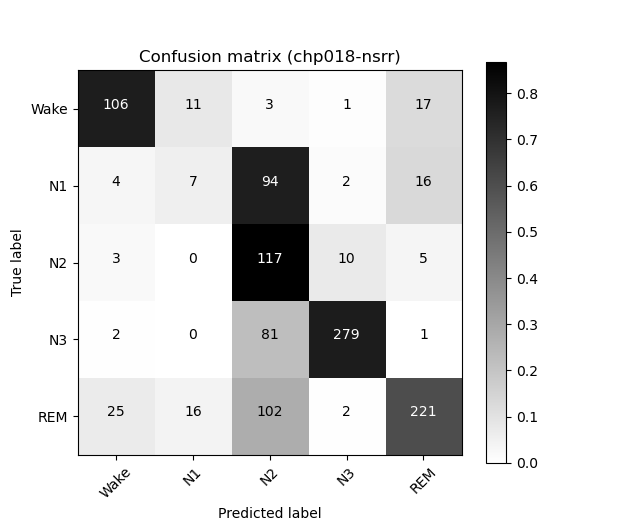 Confusion matrix (chp018-nsrr)
Wake 106 11 3 1 17
N1 4 7 94 2 16
N2 3 0 117 10 5
N3 2 0 81 279 1
REM 25 16 102 2 221
Wake N1 N2 N3 REM
Predicted label
True label
0.8
0.7
0.6
0.5
0.4
0.3
0.2
0.1
0.0